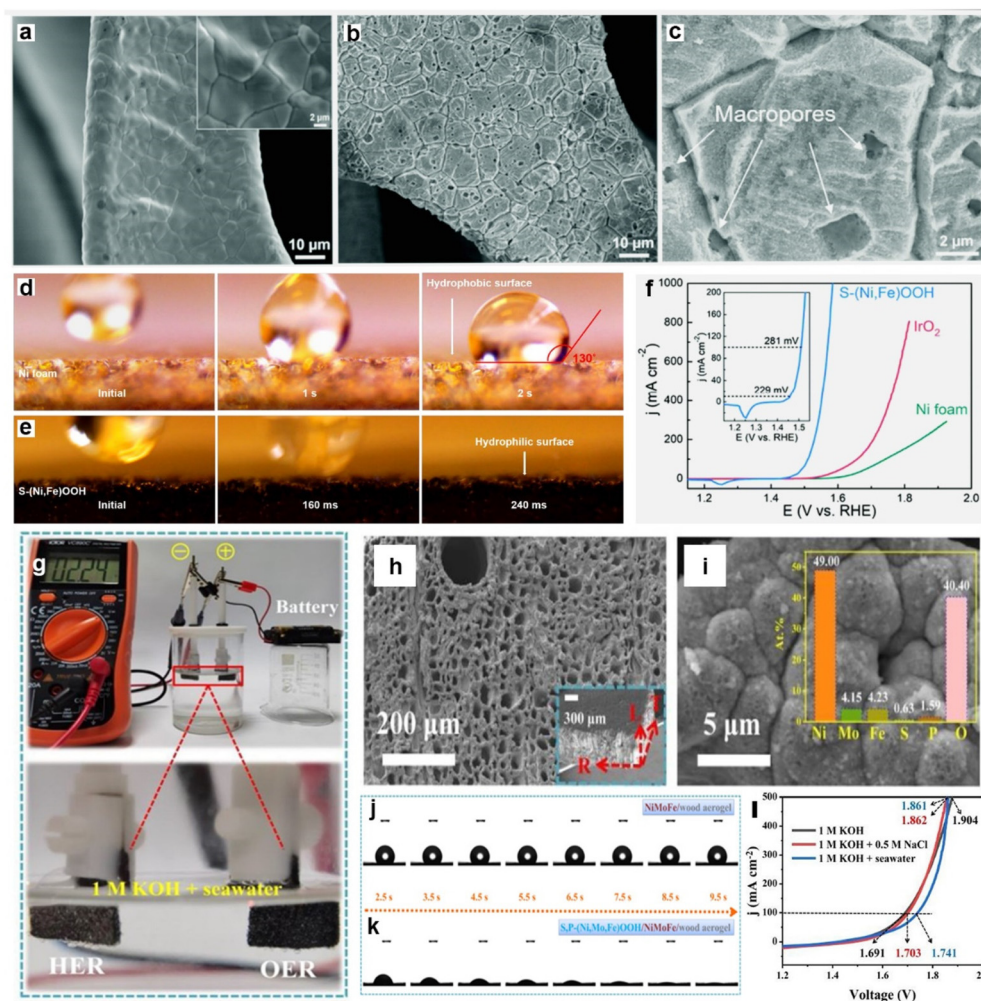 a
2 µm
10 µm
b
10 µm
c
Macropores
2 µm
d
Ni foam
Initial
1 s
Hydrophobic surface
130°
2 s
e
S-(Ni,Fe)OOH
Initial
160 ms
Hydrophilic surface
240 ms
f
j (mA cm-2)
1000
800
600
400
200
0
1.2
1.4
1.6
1.8
2.0
E (V vs. RHE)
S-(Ni,Fe)OOH
IrO2
Ni foam
j (mA cm-2)
200
160
120
80
40
0
281 mV
229 mV
1.2
1.3
1.4
1.5
E (V vs. RHE)
g
0224
Battery
1 M KOH + seawater
HER
OER
h
200 µm
300 µm
L
T
R
i
5 µm
At.%
50
40
30
20
10
0
49.00
4.15
4.23
0.63
1.59
40.40
Ni
Mo
Fe
S
P
O
j
NiMoFe/wood aerogel
2.5 s
3.5 s
4.5 s
5.5 s
6.5 s
7.5 s
8.5 s
9.5 s
k
S,P-(Ni,Mo,Fe)OOH/NiMoFe/wood aerogel
l
j (mA cm-2)
500
400
300
200
100
0
1 M KOH
1 M KOH + 0.5 M NaCl
1 M KOH + seawater
1.861
1.862
1.904
1.691
1.703
1.741
1.2
1.4
1.6
1.8
Voltage (V)